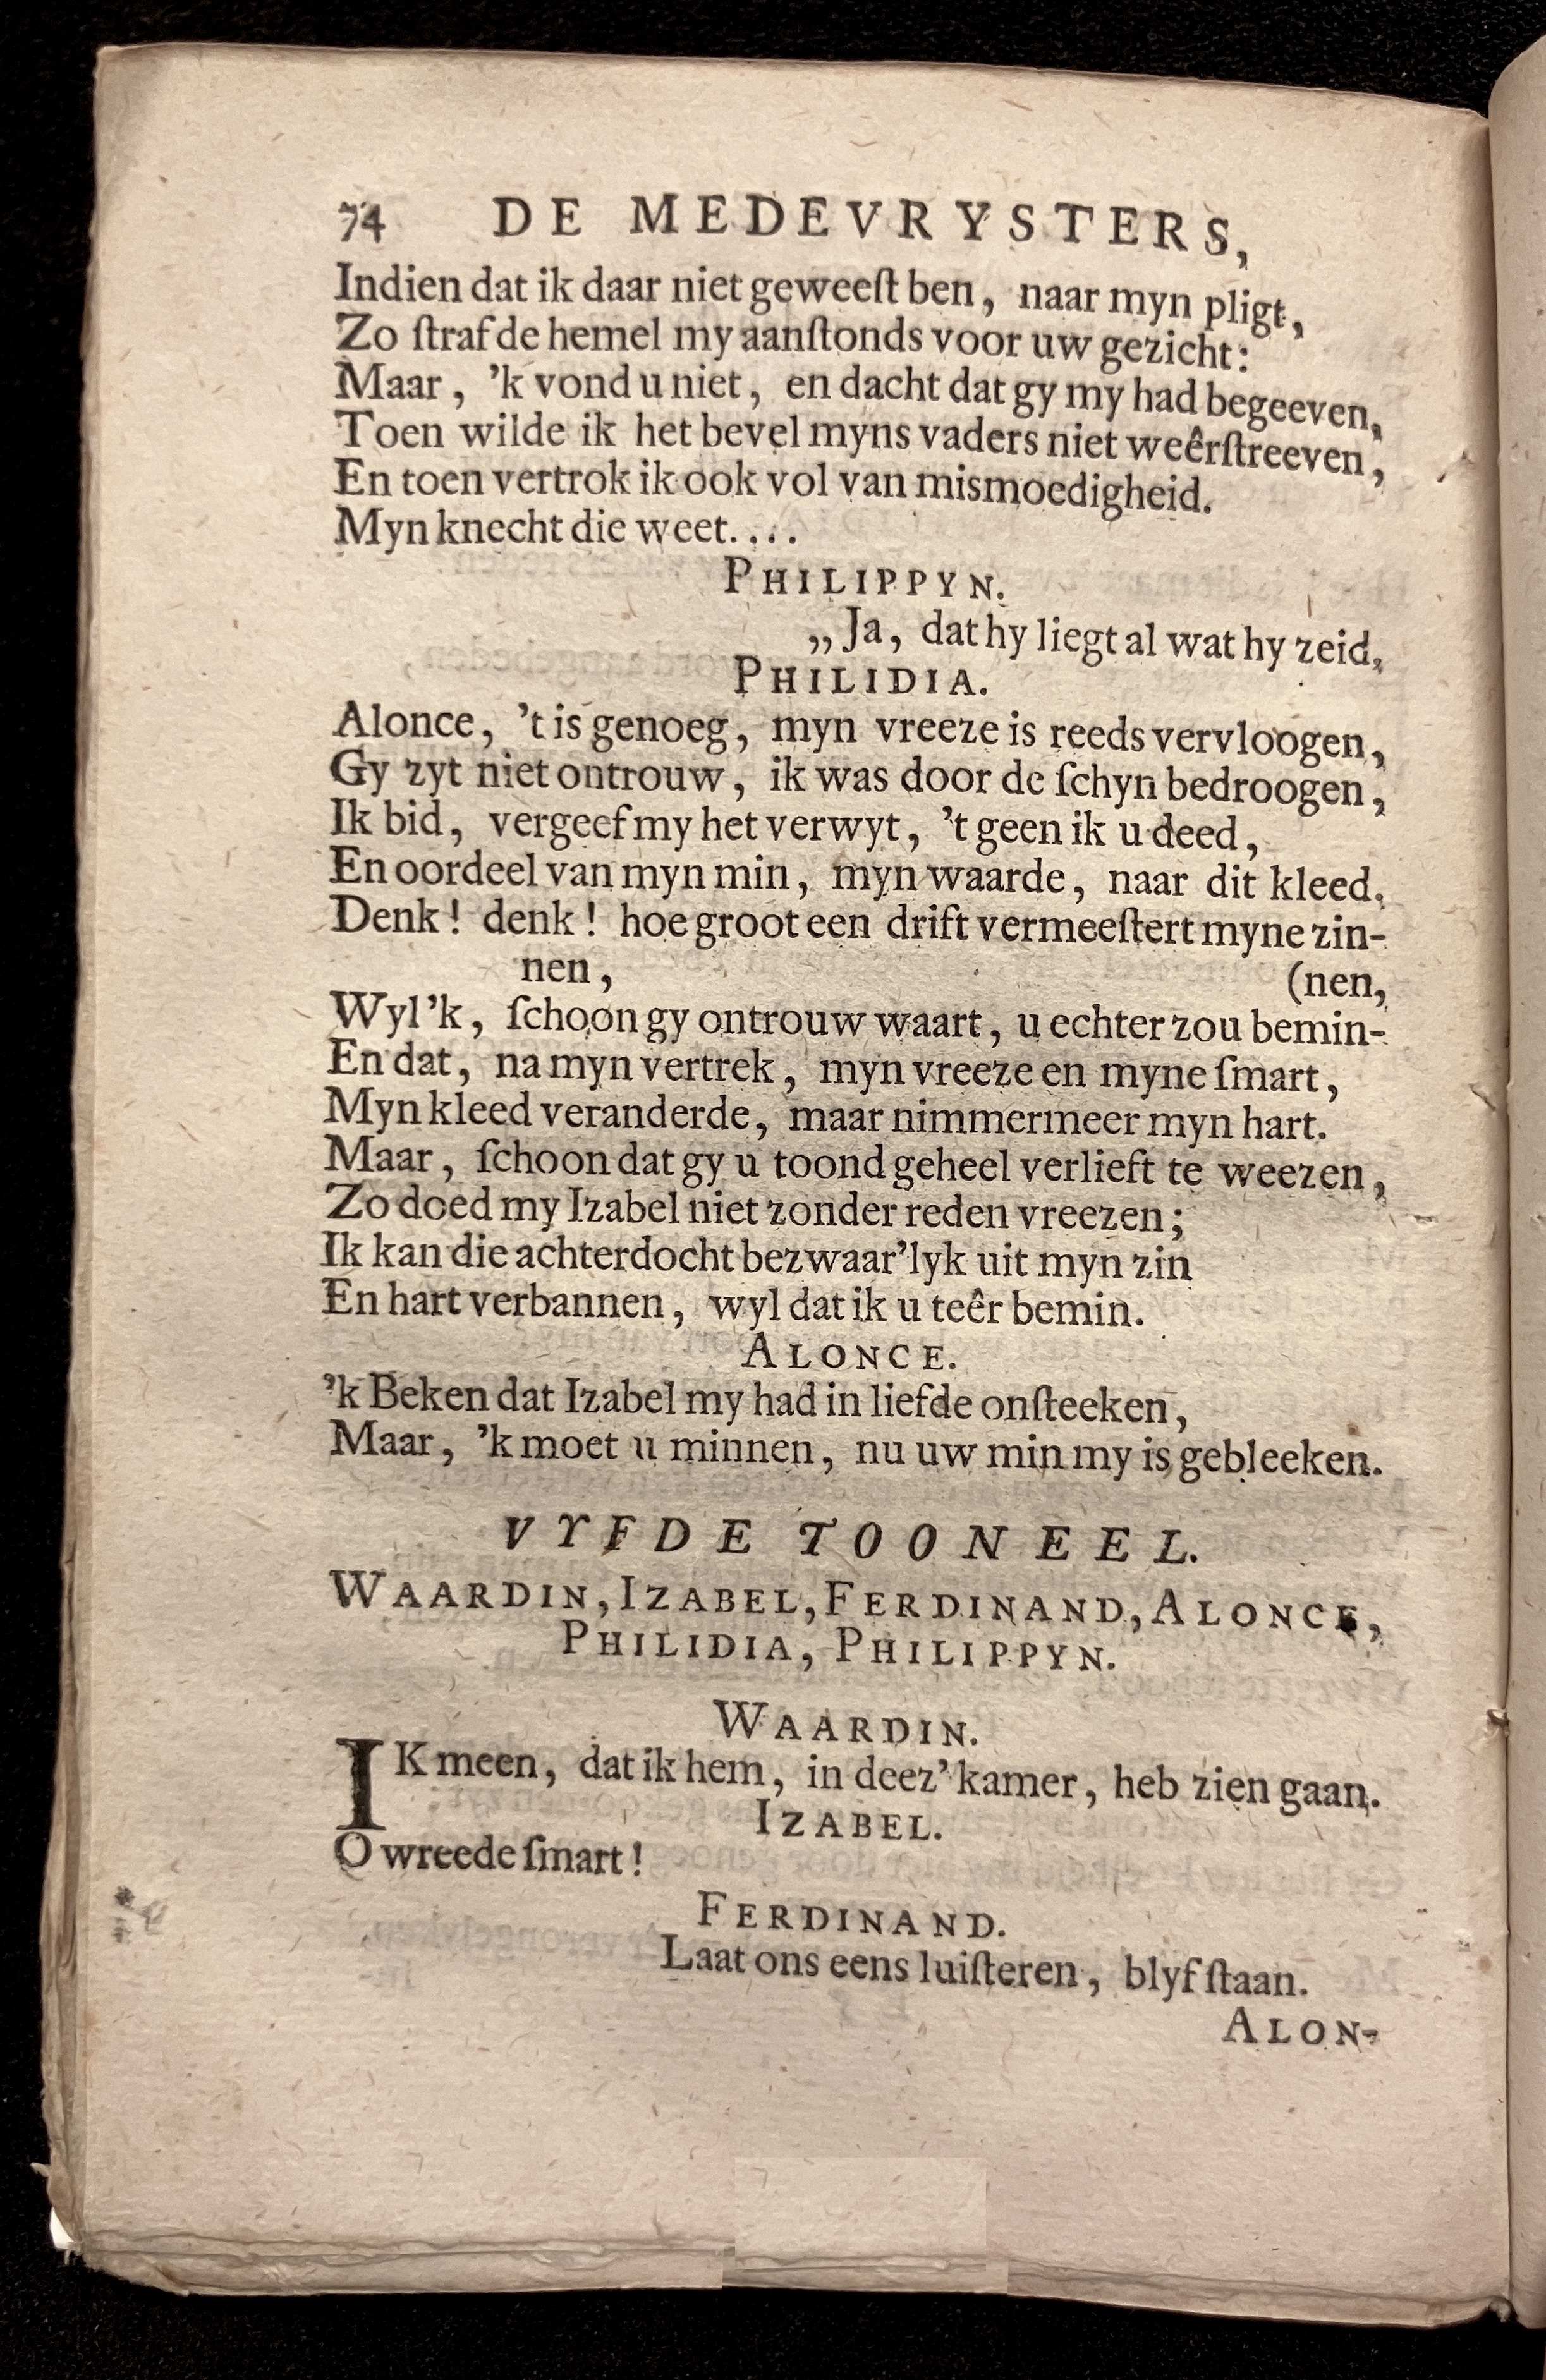 74 DE MEDEVRYSTERS,
Indien dat ik daar niet geweeſt ben, naar myn pligt,
Zo ſtraf de hemel my aanſtonds voor uw gezicht:
Maar, 'k vond u niet, en dacht dat gy my had begeeven,
Toen wilde ik het bevel myns vaders niet weêrſtreeven,
En toen vertrok ik ook vol van mismoedigheid.
Myn knecht die weet....
PHILIPPYN.
„Ja, dat hy liegt al wat hy zeid,
PHILIDIA.
Alonce, 't is genoeg, myn vreeze is reeds vervloogen,
Gy zyt niet ontrouw, ik was door de ſchyn bedroogen,
Ik bid, vergeef my het verwyt, 't geen ik u deed,
En oordeel van myn min, myn waarde, naar dit kleed.
Denk! denk! hoe groot een drift vermeeſtert myne zin-
nen, (nen,
Wyl 'k, ſchoon gy ontrouw waart, u echter zou bemin-
En dat, na myn vertrek, myn vreeze en myne ſmart,
Myn kleed veranderde, maar nimmermeer myn hart.
Maar, ſchoon dat gy u toond geheel verlieft te weezen,
Zo doed my Izabel niet zonder reden vreezen;
Ik kan die achterdocht bezwaar'lyk uit myn zin
En hart verbannen, wyl dat ik u teêr bemin.
ALONCE.
'k Beken dat Izabel my had in liefde onſteeken,
Maar, 'k moet u minnen, nu uw min my is gebleeken.
VYFDE TOONEEL.
WAARDIN, IZABEL, FERDINAND, ALONCE,
PHILIDIA, PHILIPPYN.
WAARDIN.
IK meen, dat ik hem, in deez' kamer, heb zien gaan.
IZABEL.
O wreede ſmart!
FERDINAND.
Laat ons eens luiſteren, blyf ſtaan.
ALON-